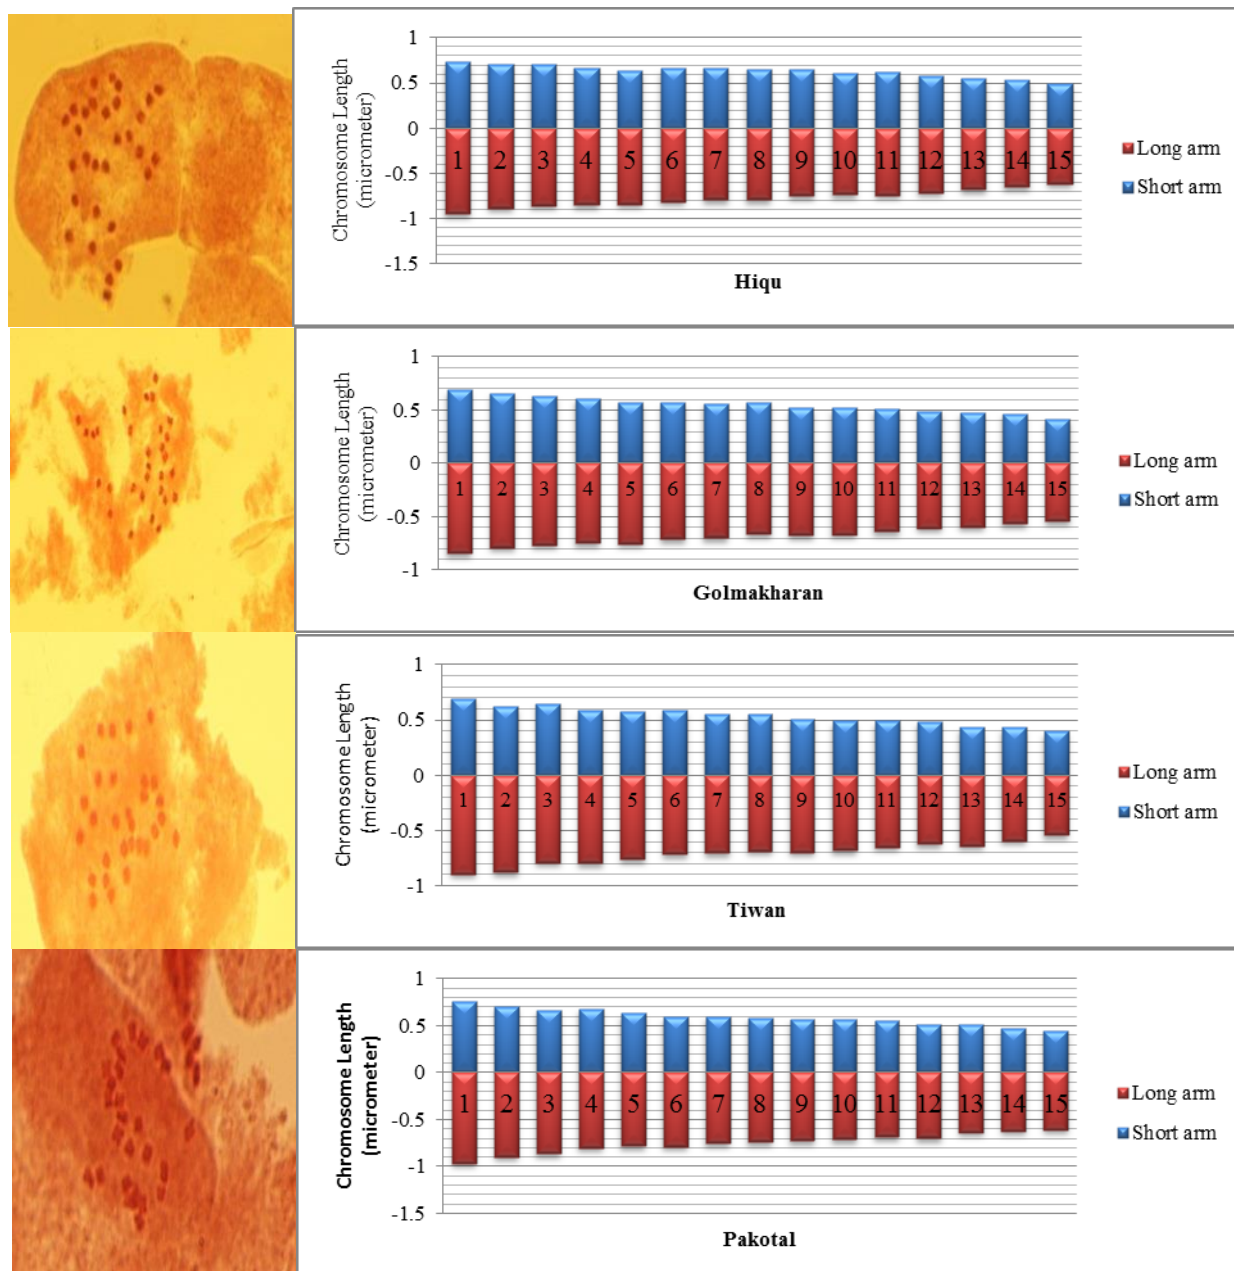 Chromosome Length
(micrometer)
1
0.5
0
-0.5
-1
-1.5
1 2 3 4 5 6 7 8 9 10 11 12 13 14 15
Hiqu
Long arm
Short arm
Chromosome Length
(micrometer)
1
0.5
0
-0.5
-1
1 2 3 4 5 6 7 8 9 10 11 12 13 14 15
Golmakharan
Long arm
Short arm
Chromosome Length
(micrometer)
1
0.5
0
-0.5
-1
1 2 3 4 5 6 7 8 9 10 11 12 13 14 15
Tiwan
Long arm
Short arm
Chromosome Length
(micrometer)
1
0.5
0
-0.5
-1
-1.5
1 2 3 4 5 6 7 8 9 10 11 12 13 14 15
Pakotal
Long arm
Short arm